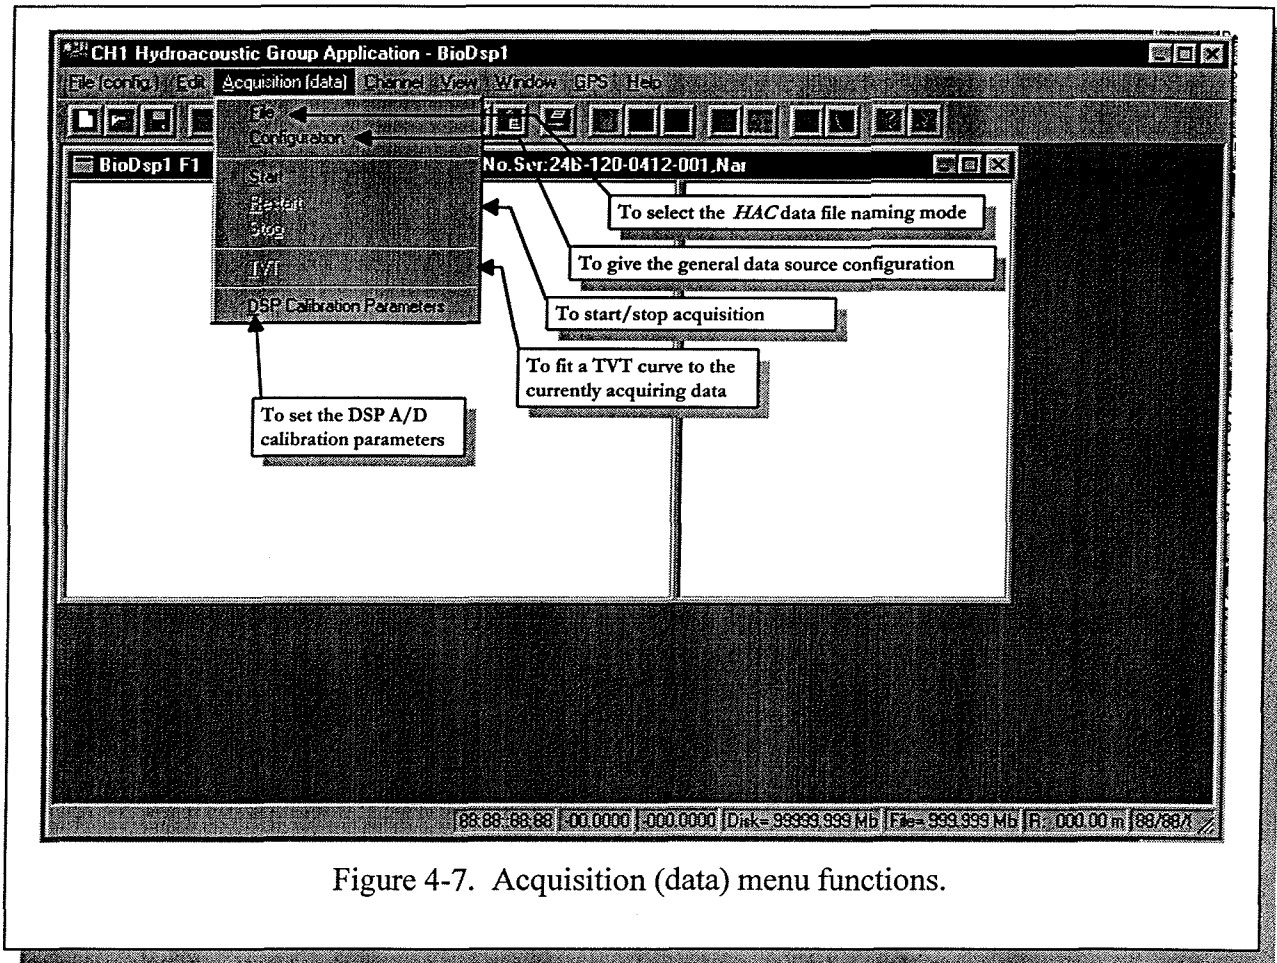 CH1 Hydroacoustic Group Application - BioDsp1
File (config.) Edit Acquisition (data) Channel View Window GPS Help
File
Configuration
BioDsp1 F1 No.Ser:246-120-0412-001,Nar
Start
Restart
Stop
TVT
DSP Calibration Parameters
To select the HAC data file naming mode
To give the general data source configuration
To start/stop acquisition
To fit a TVT curve to the
currently acquiring data
To set the DSP A/D
calibration parameters
88:88:88:88 -00.0000 -000.0000 Disk= 99999.999 Mb File= 999.999 Mb R: 000.00 m
Figure 4-7. Acquisition (data) menu functions.